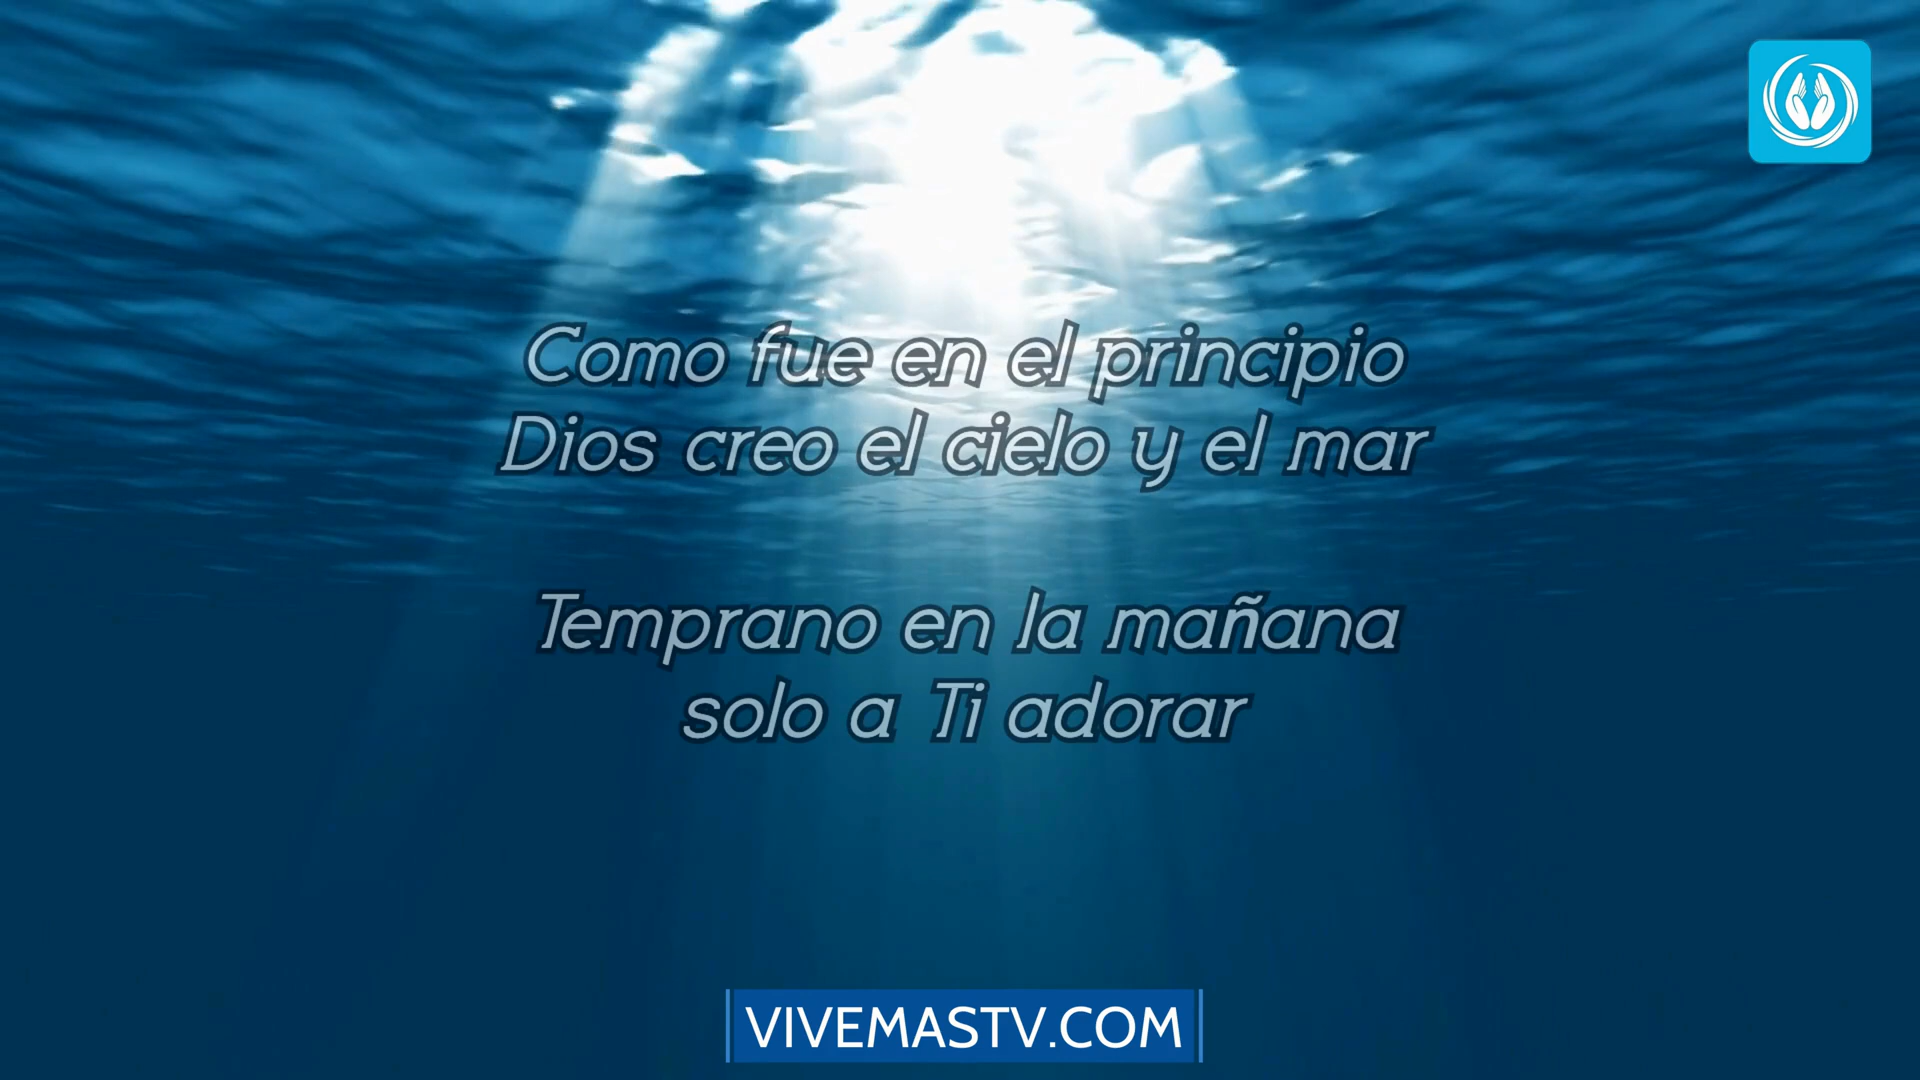 Como fue en el principio
Dios creo el cielo y el mar
Temprano en la mañana
solo a Ti adorar
VIVEMASTV.COM